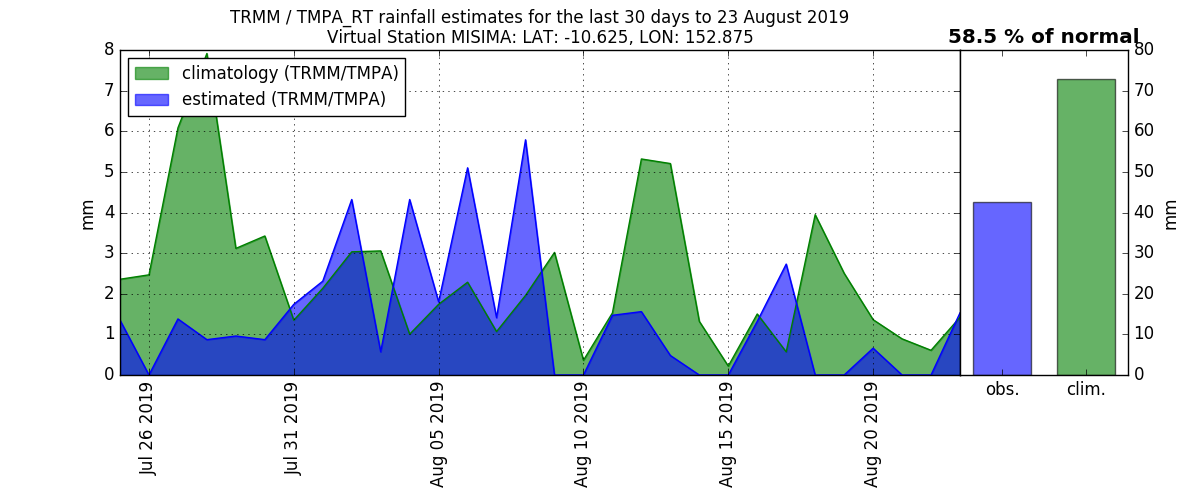 TRMM / TMPA_RT rainfall estimates for the last 30 days to 23 August 2019
Virtual Station MISIMA: LAT: -10.625, LON: 152.875
58.5 % of normal
climatology (TRMM/TMPA)
estimated (TRMM/TMPA)
8
7
6
5
4
3
2
1
0
mm
Jul 26 2019
Jul 31 2019
Aug 05 2019
Aug 10 2019
Aug 15 2019
Aug 20 2019
80
70
60
50
40
30
20
10
0
mm
obs.
clim.